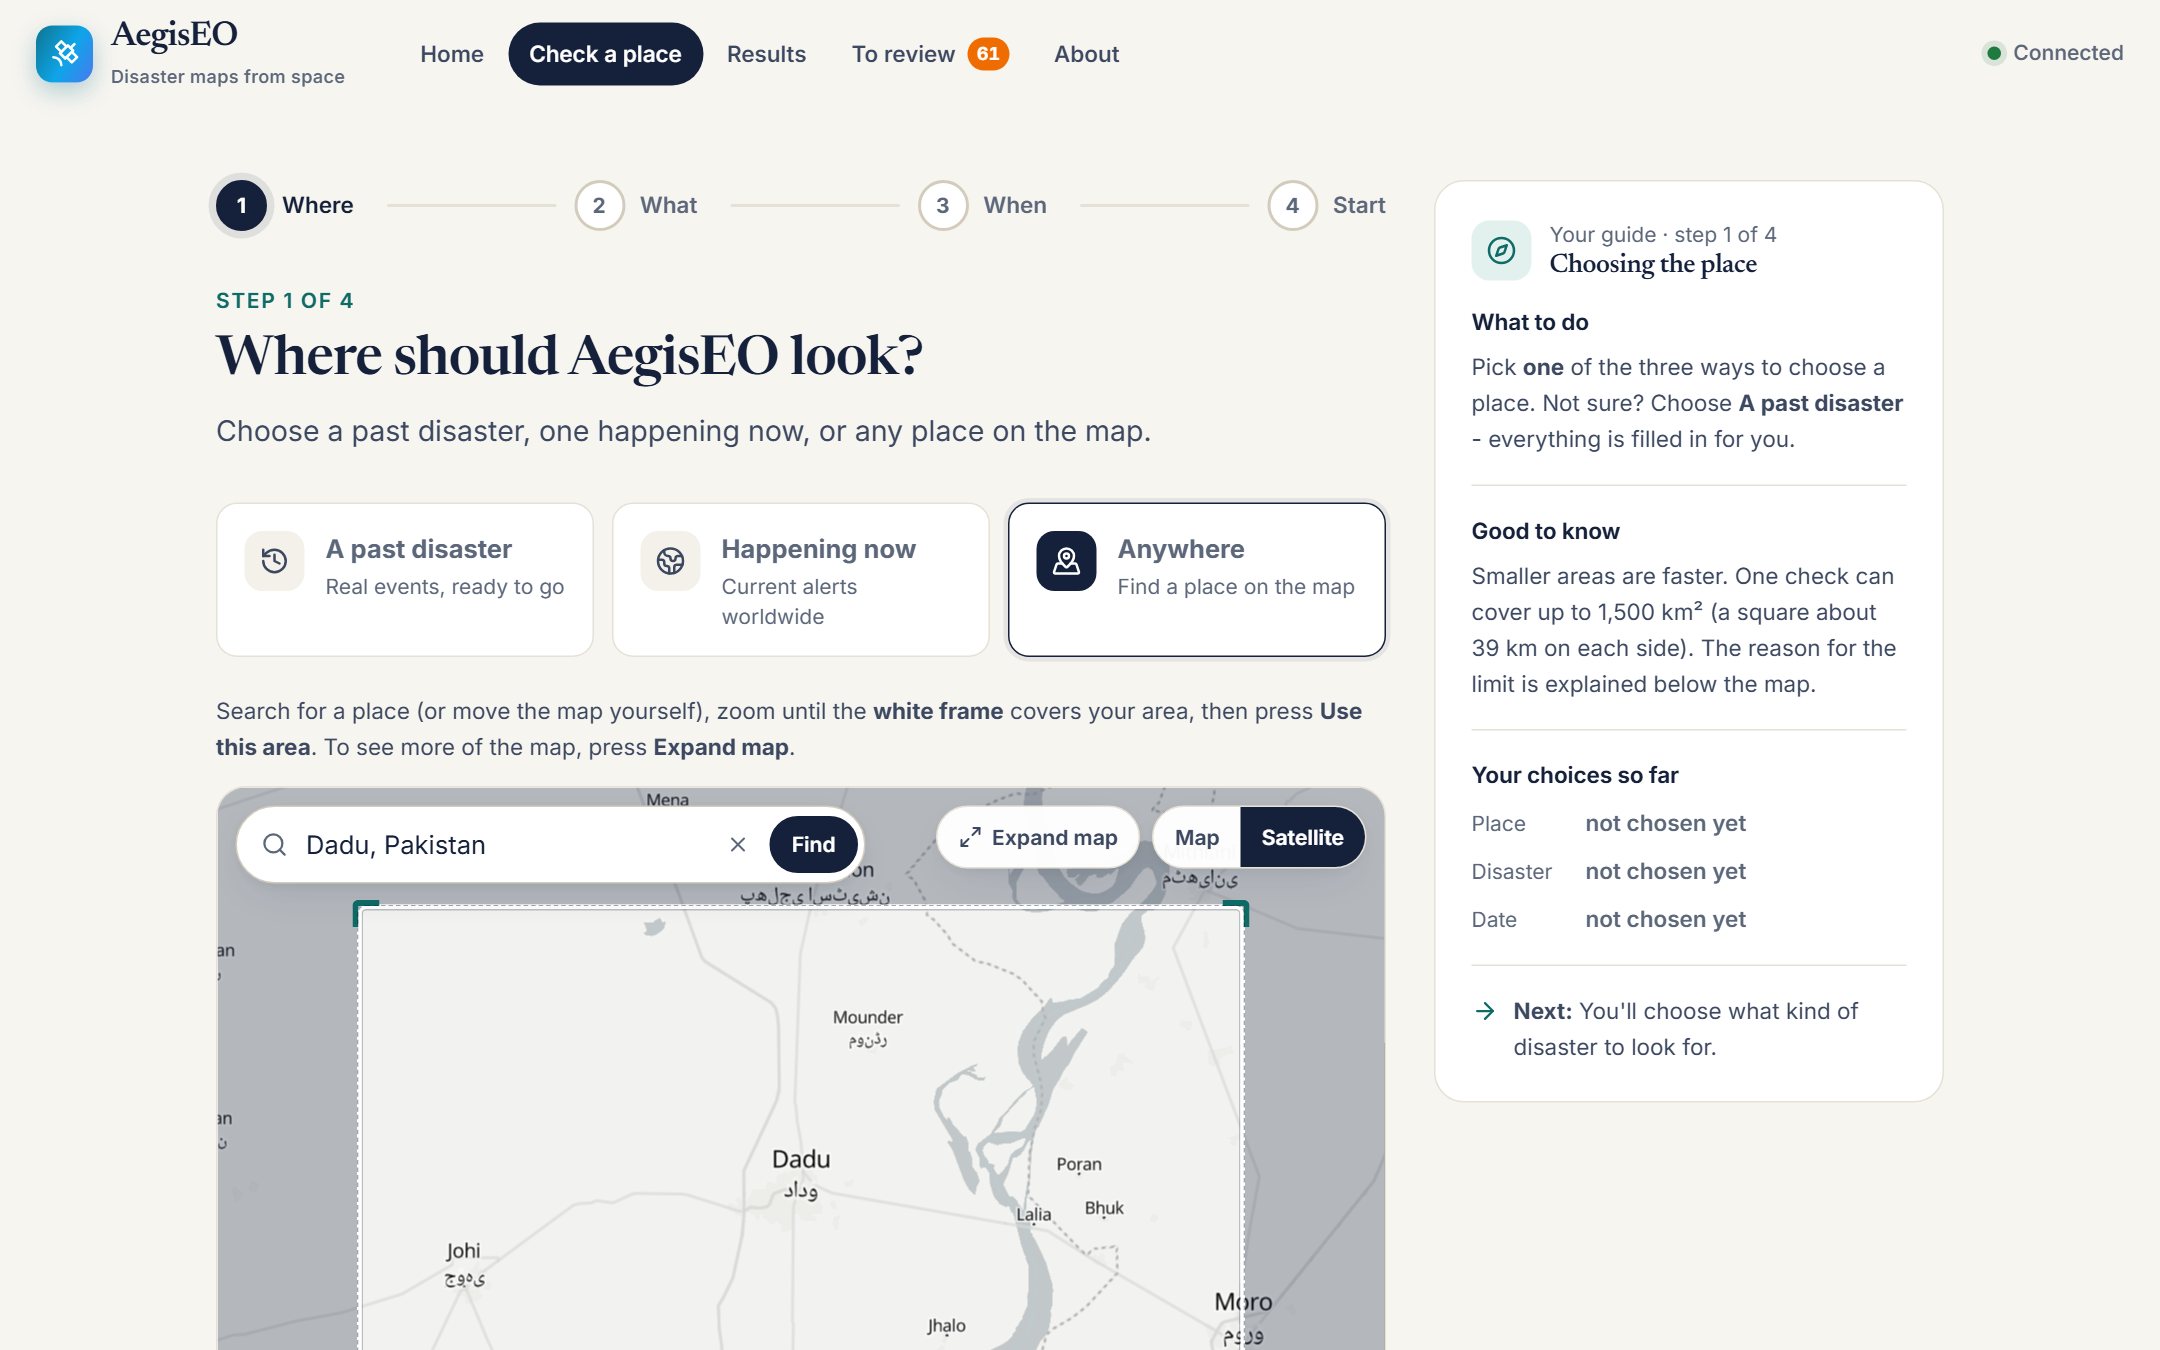 AegisEO
Disaster maps from space
Home
Check a place
Results
To review 61
About
Connected
1 Where
2 What
3 When
4 Start
STEP 1 OF 4
Where should AegisEO look?
Choose a past disaster, one happening now, or any place on the map.
A past disaster
Real events, ready to go
Happening now
Current alerts
worldwide
Anywhere
Find a place on the map
Search for a place (or move the map yourself), zoom until the white frame covers your area, then press Use
this area. To see more of the map, press Expand map.
Mena
Dadu, Pakistan
Find
Expand map
Map
Satellite
on
an
Mounder
an
Dadu
Poran
Lalia
Bhuk
Johi
Moro
Jhalo
Your guide · step 1 of 4
Choosing the place
What to do
Pick one of the three ways to choose a
place. Not sure? Choose A past disaster
- everything is filled in for you.
Good to know
Smaller areas are faster. One check can
cover up to 1,500 km² (a square about
39 km on each side). The reason for the
limit is explained below the map.
Your choices so far
Place not chosen yet
Disaster not chosen yet
Date not chosen yet
Next: You'll choose what kind of
disaster to look for.